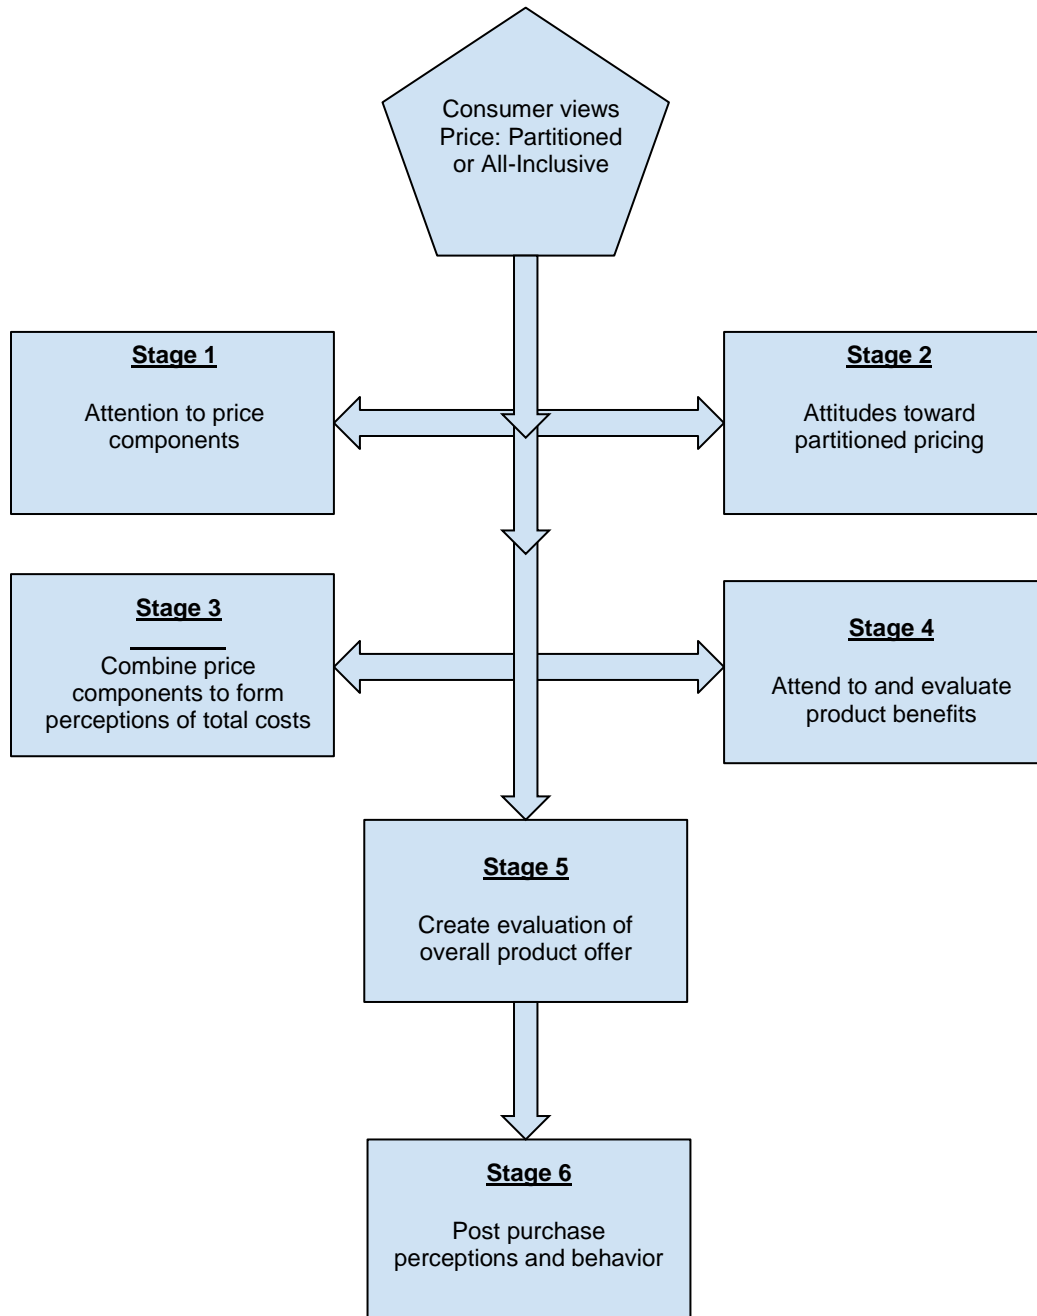 Consumer views
Price: Partitioned
or All-Inclusive
Stage 1
Attention to price
components
Stage 2
Attitudes toward
partitioned pricing
Stage 3
Combine price
components to form
perceptions of total costs
Stage 4
Attend to and evaluate
product benefits
Stage 5
Create evaluation of
overall product offer
Stage 6
Post purchase
perceptions and behavior